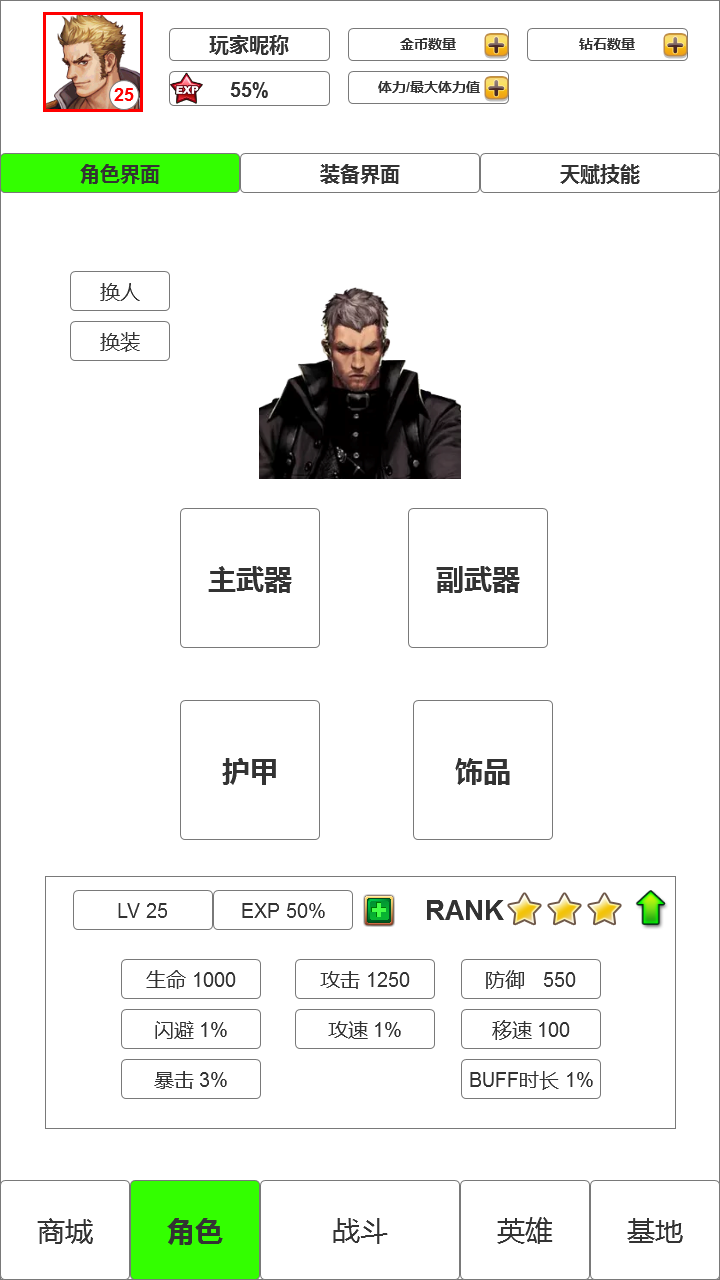 25
玩家昵称
金币数量
钻石数量
EXP
55%
体力/最大体力值
角色界面
装备界面
天赋技能
换人
换装
主武器
副武器
护甲
饰品
LV 25
EXP 50%
RANK
生命 1000
攻击 1250
防御 550
闪避 1%
攻速 1%
移速 100
暴击 3%
BUFF时长 1%
商城
角色
战斗
英雄
基地